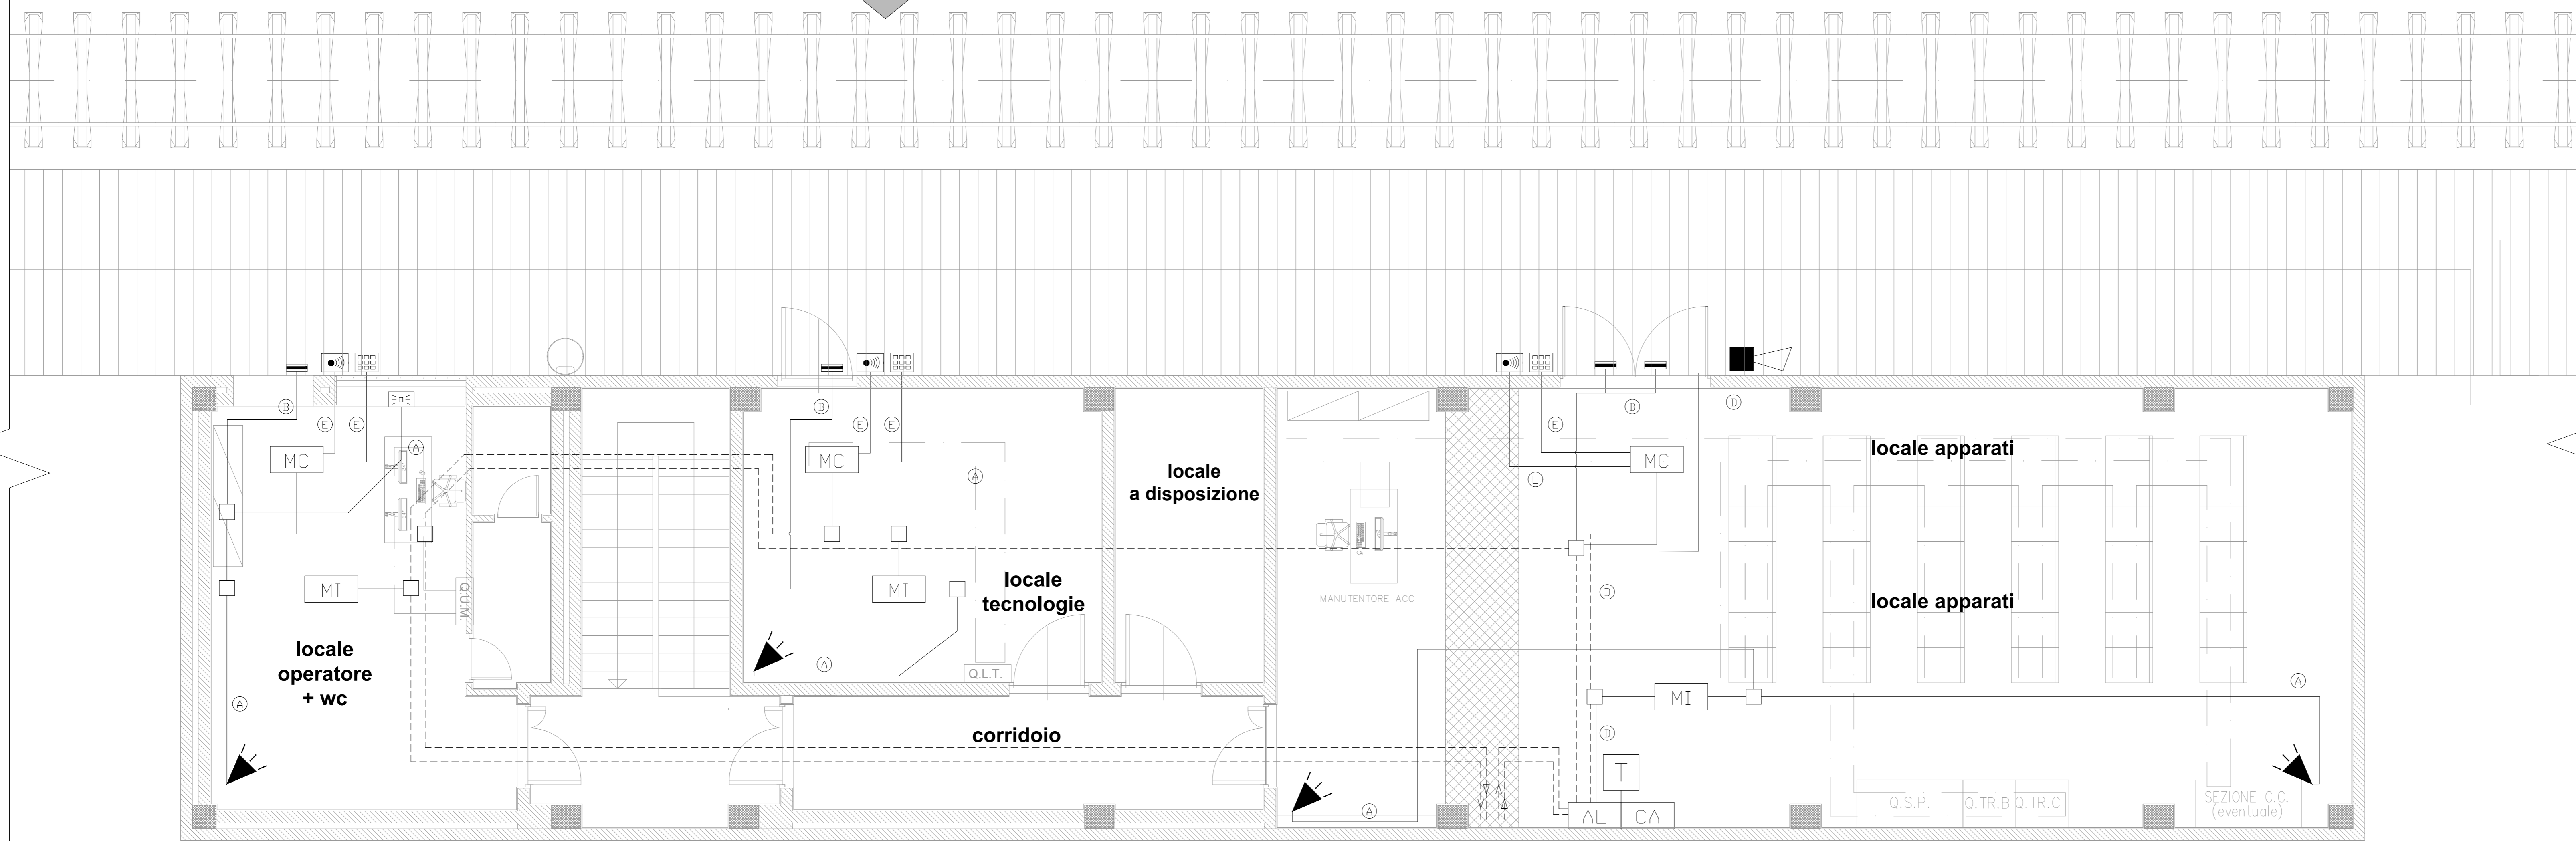 B
E
E
A
MC
MI
Q.U.M.
locale
operatore
+ wc
A
B
E
E
MC
A
MI
locale
tecnologie
A
Q.L.T.
locale
a disposizione
corridoio
MANUTENTORE ACC
A
E
E
B
D
MC
D
MI
D
T
AL
CA
locale apparati
locale apparati
A
Q.S.P.
Q.TR.B
Q.TR.C
SEZIONE C.C.
(eventuale)